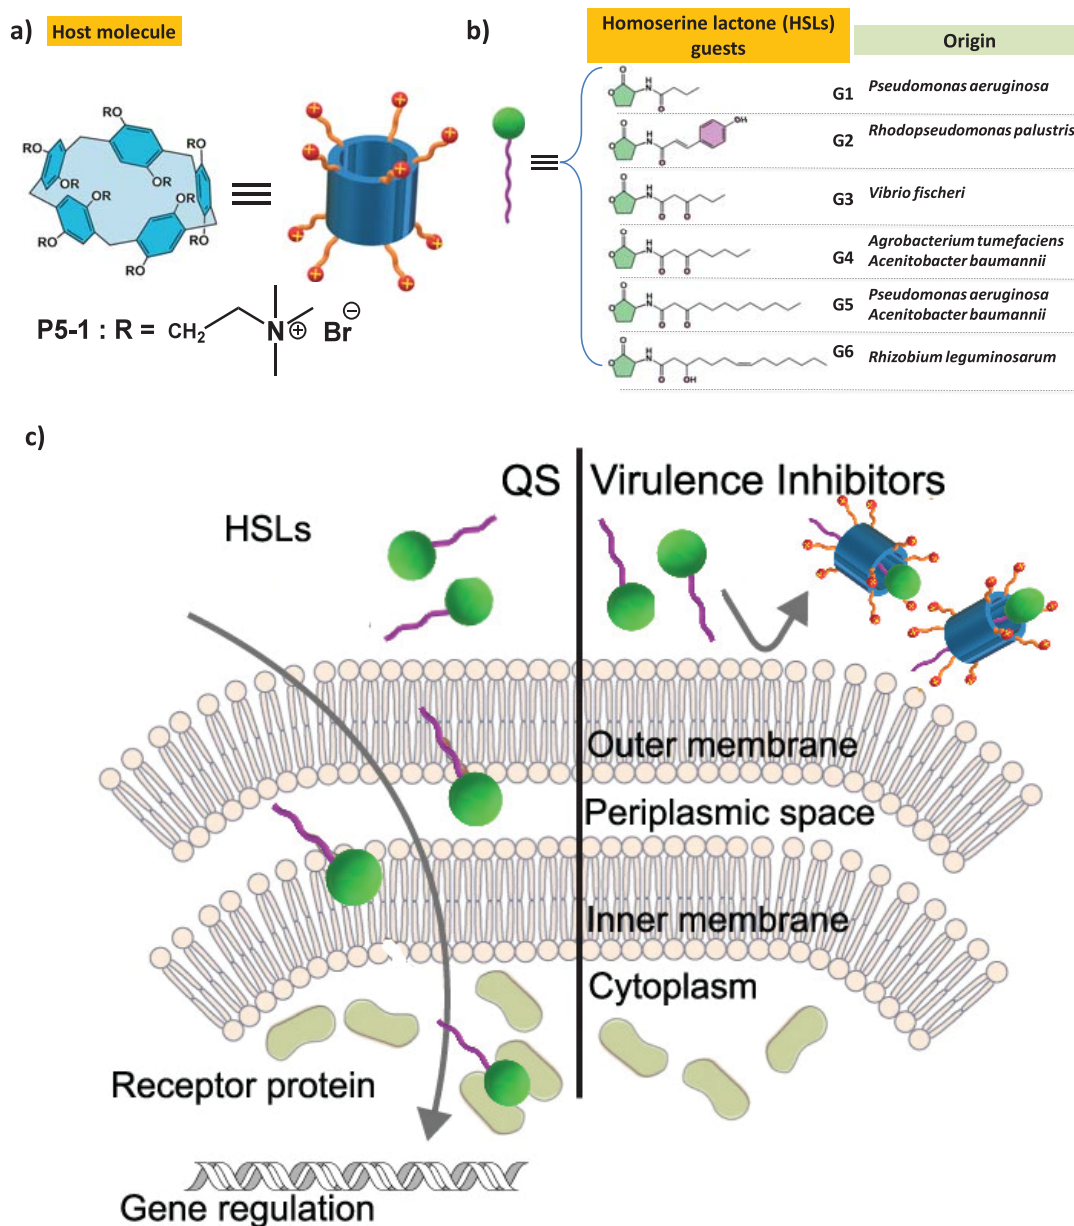 a)
Host molecule
RO
RO
RO
RO
RO
OR
OR
OR
OR
RO
P5-1 : R = CH2 N ⊕ Br ⊖
b)
Homoserine lactone (HSLs)
guests
Origin
O
O
H
N
O
G1
Pseudomonas aeruginosa
O
O
H
N
O
OH
G2
Rhodopseudomonas palustris
O
O
H
N
O
O
G3
Vibrio fischeri
O
O
H
N
O
O
G4
Agrobacterium tumefaciens
Acenitobacter baumannii
O
O
H
N
O
O
G5
Pseudomonas aeruginosa
Acenitobacter baumannii
O
O
H
N
O
OH
G6
Rhizobium leguminosarum
c)
QS
Virulence Inhibitors
HSLs
Outer membrane
Periplasmic space
Inner membrane
Cytoplasm
Receptor protein
Gene regulation